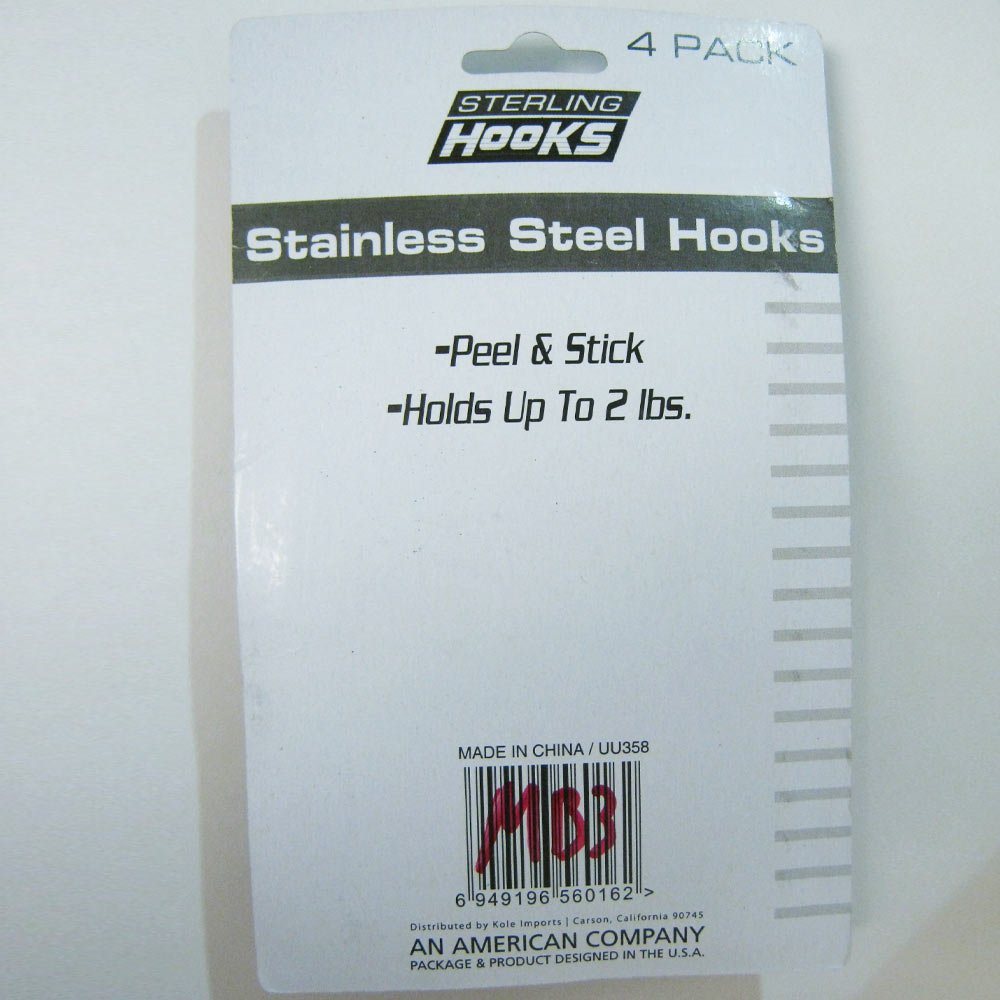 4 PACK
STERLING
HOOKS
Stainless Steel Hooks
-Peel & Stick
-Holds Up To 2 lbs.
MADE IN CHINA / UU358
MB3
6 949196 560162 >
Distributed by Kole Imports | Carson, California 90745
AN AMERICAN COMPANY
PACKAGE & PRODUCT DESIGNED IN THE U.S.A.